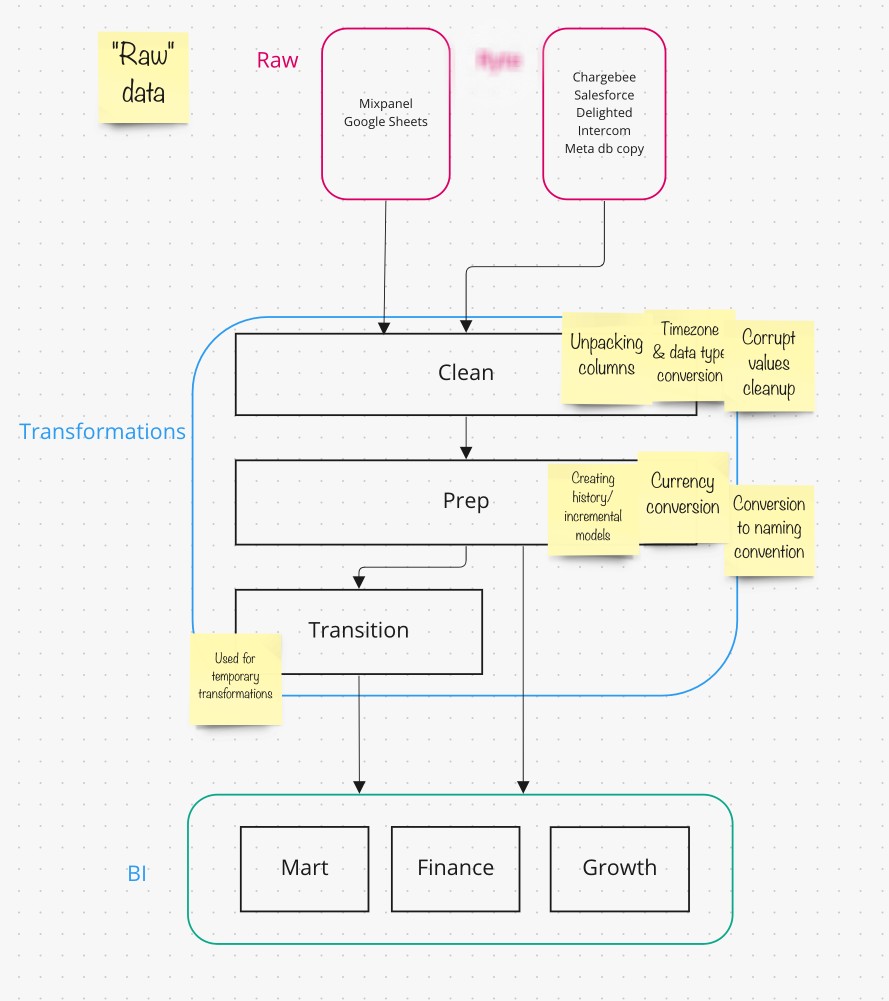 "Raw"
data
Raw
Mixpanel
Google Sheets
Chargebee
Salesforce
Delighted
Intercom
Meta db copy
Transformations
Clean
Unpacking
columns
Timezone
& data type
conversion
Corrupt
values
cleanup
Prep
Creating
history/
incremental
models
Currency
conversion
Conversion
to naming
convention
Transition
Used for
temporary
transformations
BI
Mart
Finance
Growth